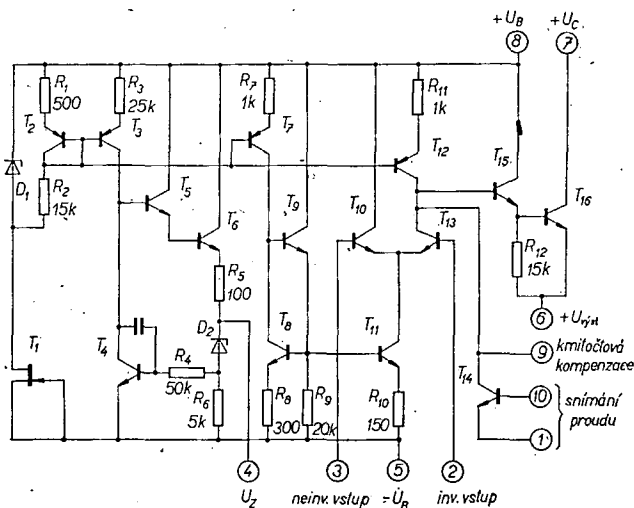 +U_B
+U_C
8
7
R1
500
R3
25k
R7
1k
R11
1k
T2
T3
T7
T12
T15
D1
R2
15k
T5
T6
T9
T10
T13
T16
R5
100
R12
15k
D2
T1
T4
R4
50k
T8
T11
6
+U_výst
9
kmitočtová
kompenzace
R6
5k
R8
300
R9
20k
R10
150
T14
10
snímání
proudu
1
4
3
5
2
U_Z
neinv. vstup
-U_B
inv. vstup